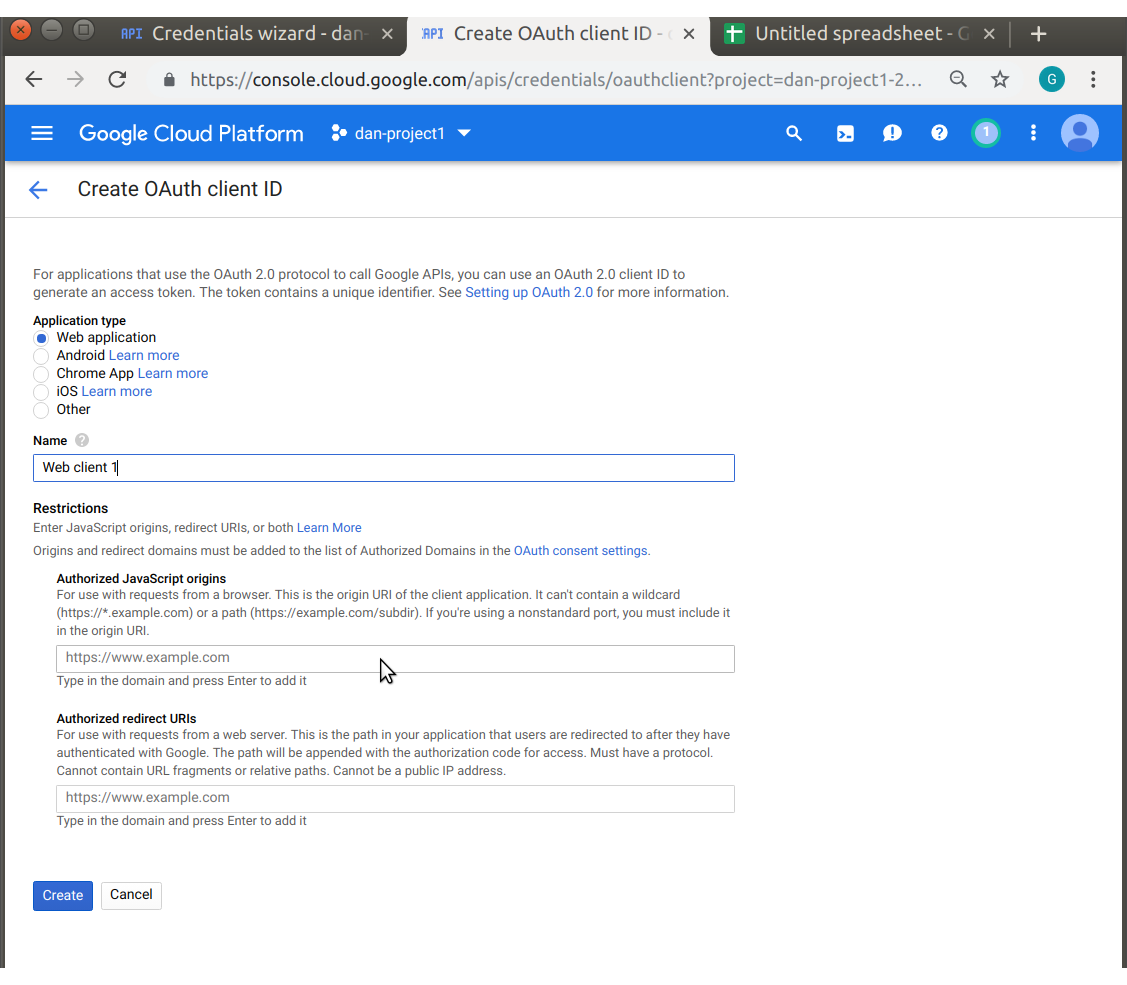 API Credentials wizard - dan-
API Create OAuth client ID -
Untitled spreadsheet - G
https://console.cloud.google.com/apis/credentials/oauthclient?project=dan-project1-2...
G
Google Cloud Platform
dan-project1
1
Create OAuth client ID
For applications that use the OAuth 2.0 protocol to call Google APIs, you can use an OAuth 2.0 client ID to
generate an access token. The token contains a unique identifier. See Setting up OAuth 2.0 for more information.
Application type
Web application
Android Learn more
Chrome App Learn more
iOS Learn more
Other
Name ?
Web client 1
Restrictions
Enter JavaScript origins, redirect URIs, or both Learn More
Origins and redirect domains must be added to the list of Authorized Domains in the OAuth consent settings.
Authorized JavaScript origins
For use with requests from a browser. This is the origin URI of the client application. It can't contain a wildcard
(https://*.example.com) or a path (https://example.com/subdir). If you're using a nonstandard port, you must include it
in the origin URI.
https://www.example.com
Type in the domain and press Enter to add it
Authorized redirect URIs
For use with requests from a web server. This is the path in your application that users are redirected to after they have
authenticated with Google. The path will be appended with the authorization code for access. Must have a protocol.
Cannot contain URL fragments or relative paths. Cannot be a public IP address.
https://www.example.com
Type in the domain and press Enter to add it
Create
Cancel